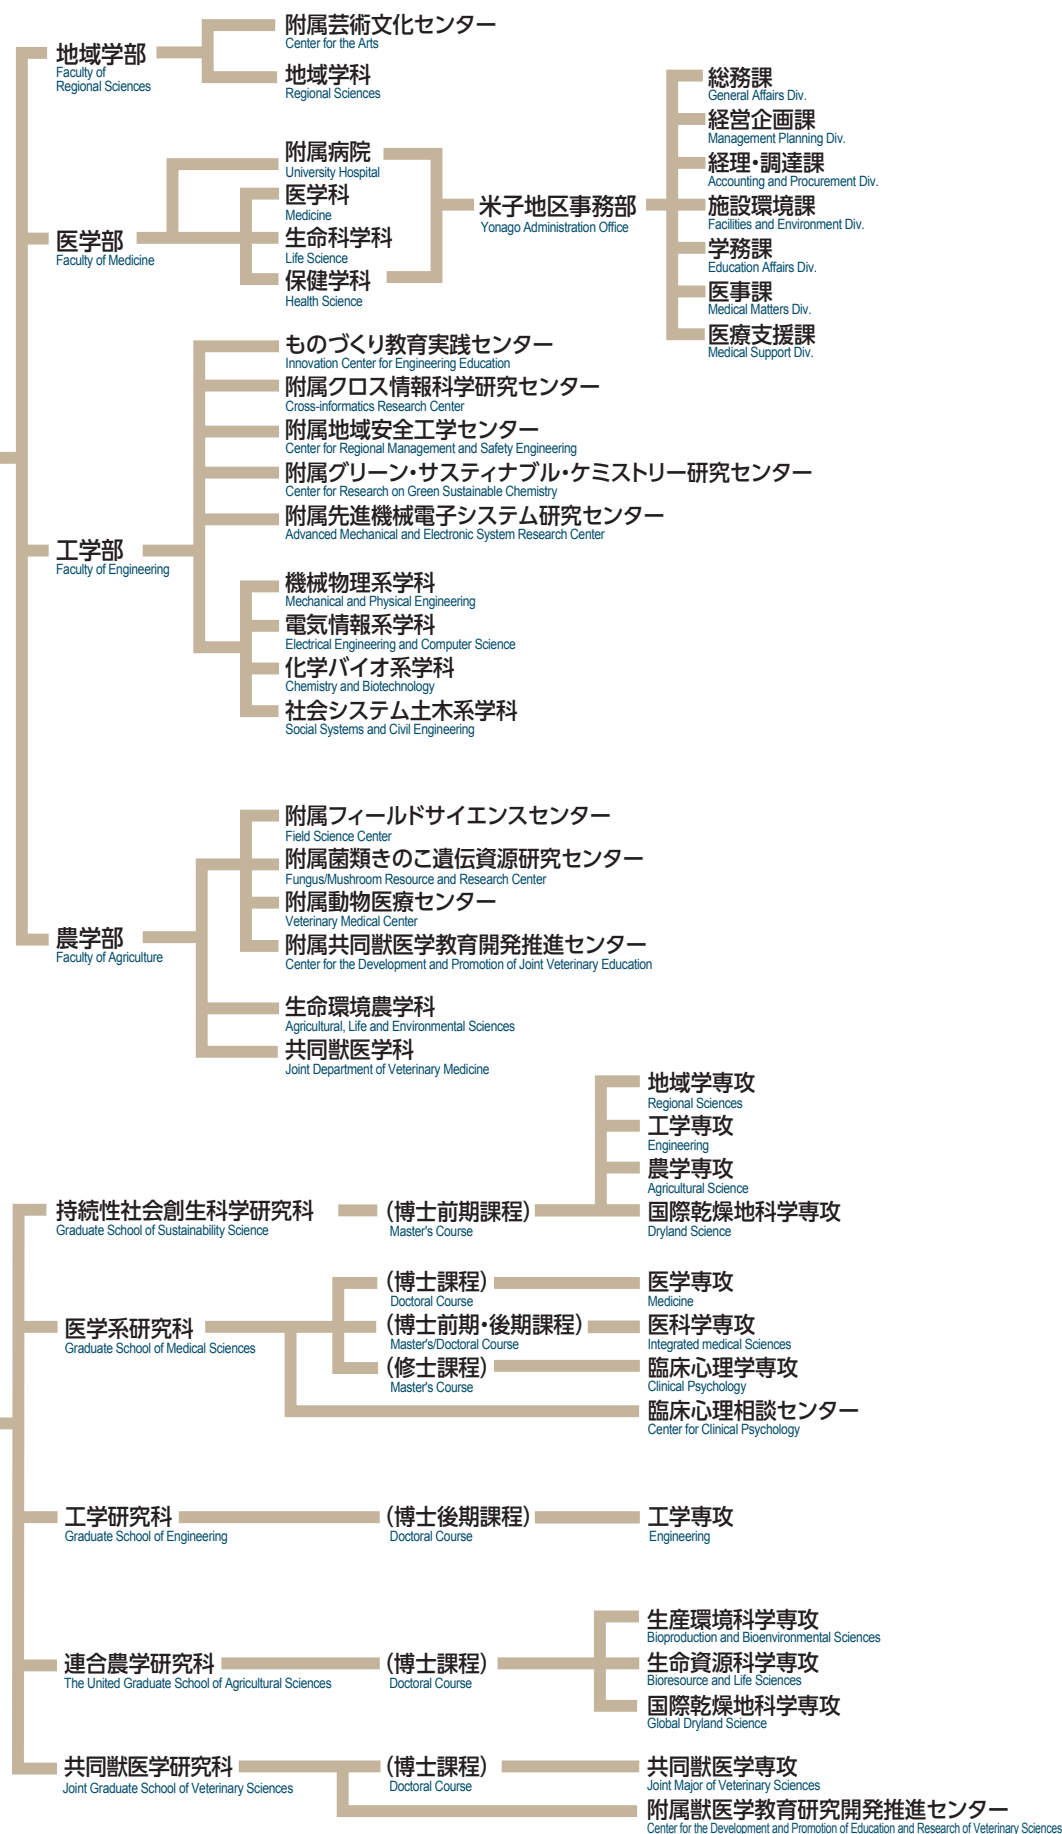 地域学部
Faculty of
Regional Sciences
附属芸術文化センター
Center for the Arts
地域学科
Regional Sciences
医学部
Faculty of Medicine
附属病院
University Hospital
医学科
Medicine
生命科学科
Life Science
保健学科
Health Science
米子地区事務部
Yonago Administration Office
総務課
General Affairs Div.
経営企画課
Management Planning Div.
経理・調達課
Accounting and Procurement Div.
施設環境課
Facilities and Environment Div.
学務課
Education Affairs Div.
医事課
Medical Matters Div.
医療支援課
Medical Support Div.
工学部
Faculty of Engineering
ものづくり教育実践センター
Innovation Center for Engineering Education
附属クロス情報科学研究センター
Cross-informatics Research Center
附属地域安全工学センター
Center for Regional Management and Safety Engineering
附属グリーン・サスティナブル・ケミストリー研究センター
Center for Research on Green Sustainable Chemistry
附属先進機械電子システム研究センター
Advanced Mechanical and Electronic System Research Center
機械物理系学科
Mechanical and Physical Engineering
電気情報系学科
Electrical Engineering and Computer Science
化学バイオ系学科
Chemistry and Biotechnology
社会システム土木系学科
Social Systems and Civil Engineering
農学部
Faculty of Agriculture
附属フィールドサイエンスセンター
Field Science Center
附属菌類きのこ遺伝資源研究センター
Fungus/Mushroom Resource and Research Center
附属動物医療センター
Veterinary Medical Center
附属共同獣医学教育開発推進センター
Center for the Development and Promotion of Joint Veterinary Education
生命環境農学科
Agricultural, Life and Environmental Sciences
共同獣医学科
Joint Department of Veterinary Medicine
持続性社会創生科学研究科
Graduate School of Sustainability Science
(博士前期課程)
Master's Course
地域学専攻
Regional Sciences
工学専攻
Engineering
農学専攻
Agricultural Science
国際乾燥地科学専攻
Dryland Science
医学系研究科
Graduate School of Medical Sciences
(博士課程)
Doctoral Course
医学専攻
Medicine
(博士前期・後期課程)
Master's/Doctoral Course
医科学専攻
Integrated medical Sciences
(修士課程)
Master's Course
臨床心理学専攻
Clinical Psychology
臨床心理相談センター
Center for Clinical Psychology
工学研究科
Graduate School of Engineering
(博士後期課程)
Doctoral Course
工学専攻
Engineering
連合農学研究科
The United Graduate School of Agricultural Sciences
(博士課程)
Doctoral Course
生産環境科学専攻
Bioproduction and Bioenvironmental Sciences
生命資源科学専攻
Bioresource and Life Sciences
国際乾燥地科学専攻
Global Dryland Science
共同獣医学研究科
Joint Graduate School of Veterinary Sciences
(博士課程)
Doctoral Course
共同獣医学専攻
Joint Major of Veterinary Sciences
附属獣医学教育研究開発推進センター
Center for the Development and Promotion of Education and Research of Veterinary Sciences